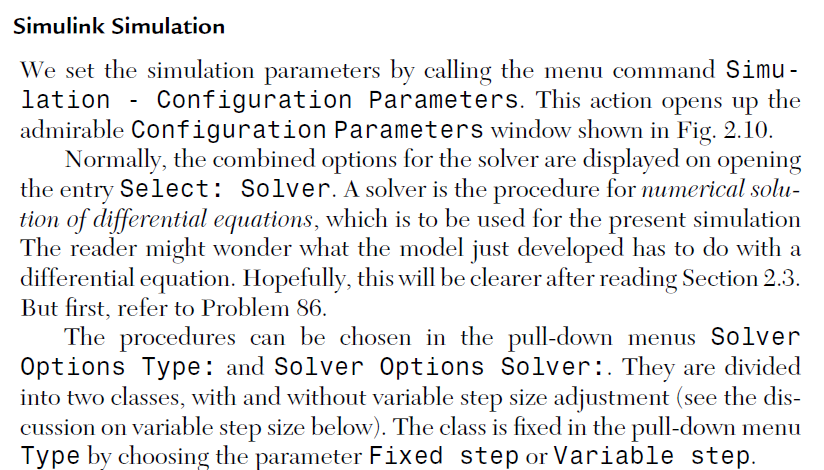 Simulink Simulation
We set the simulation parameters by calling the menu command Simu-
lation - Configuration Parameters. This action opens up the
admirable Configuration Parameters window shown in Fig. 2.10.
Normally, the combined options for the solver are displayed on opening
the entry Select: Solver. A solver is the procedure for numerical solu-
tion of differential equations, which is to be used for the present simulation
The reader might wonder what the model just developed has to do with a
differential equation. Hopefully, this will be clearer after reading Section 2.3.
But first, refer to Problem 86.
The procedures can be chosen in the pull-down menus Solver
Options Type: and Solver Options Solver:. They are divided
into two classes, with and without variable step size adjustment (see the dis-
cussion on variable step size below). The class is fixed in the pull-down menu
Type by choosing the parameter Fixed step or Variable step.